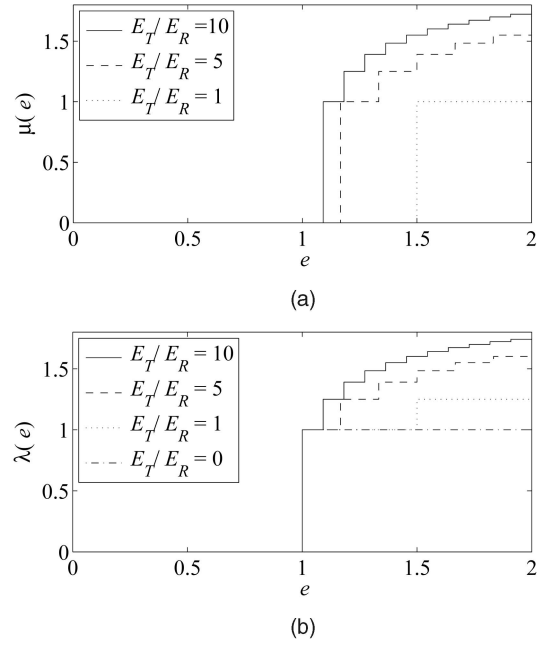 E_T / E_R = 10
E_T / E_R = 5
E_T / E_R = 1
μ(e)
1.5
1
0.5
0
0 0.5 1 1.5 2
e
(a)
E_T / E_R = 10
E_T / E_R = 5
E_T / E_R = 1
E_T / E_R = 0
λ(e)
1.5
1
0.5
0
0 0.5 1 1.5 2
e
(b)